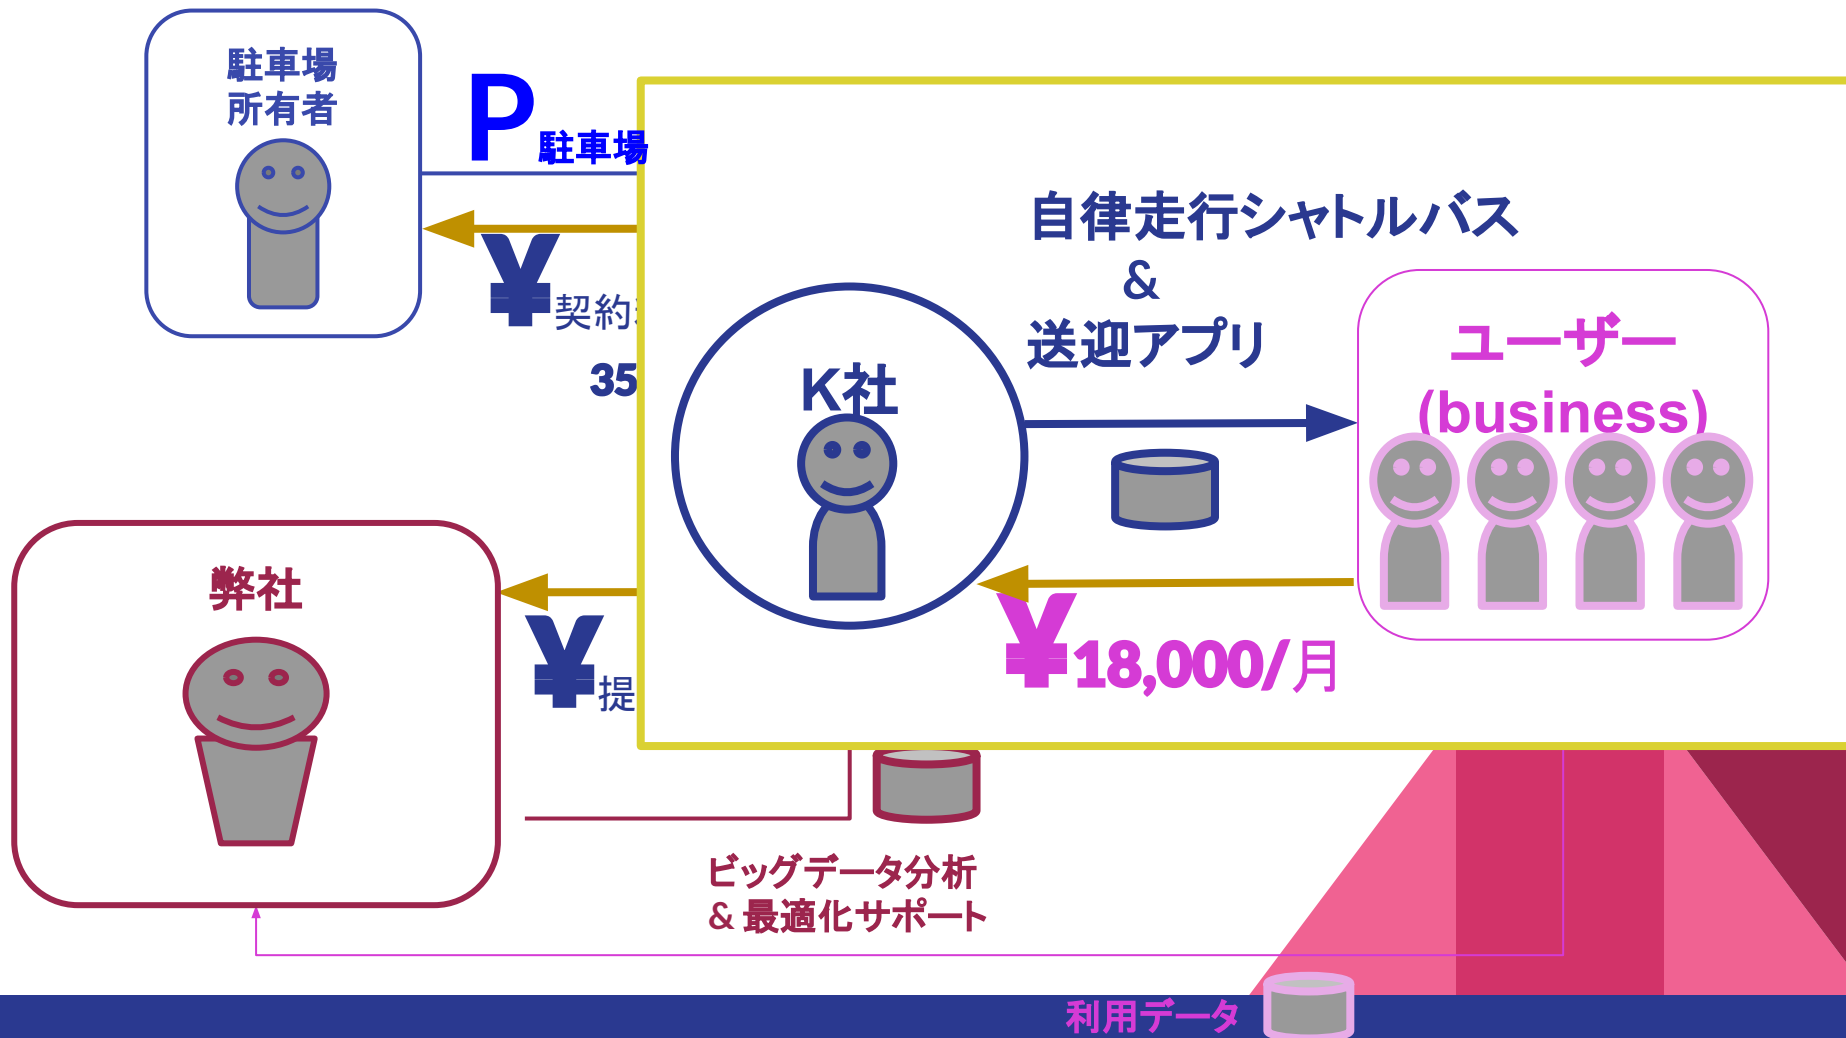 駐車場
所有者
P 駐車場
¥契約
35
自律走行シャトルバス
&
送迎アプリ
K社
ユーザー
(business)
¥18,000/月
弊社
¥提
ビッグデータ分析
& 最適化サポート
利用データ